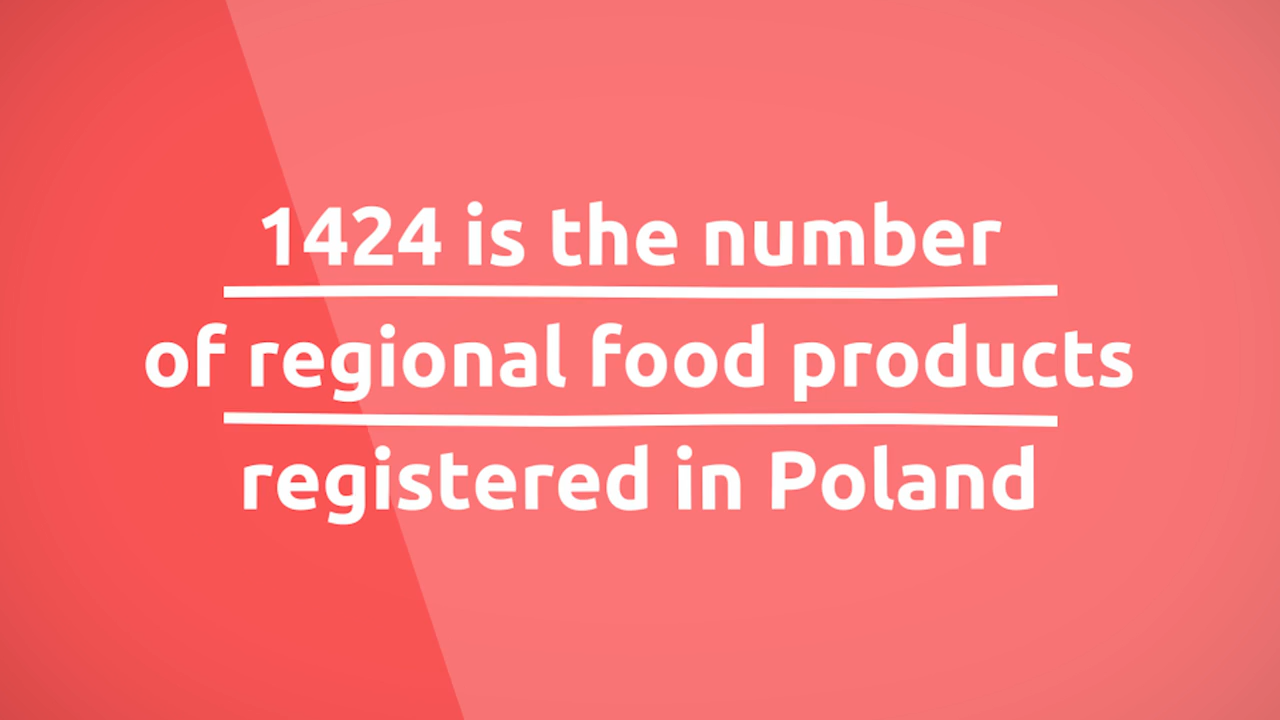 1424 is the number
of regional food products
registered in Poland